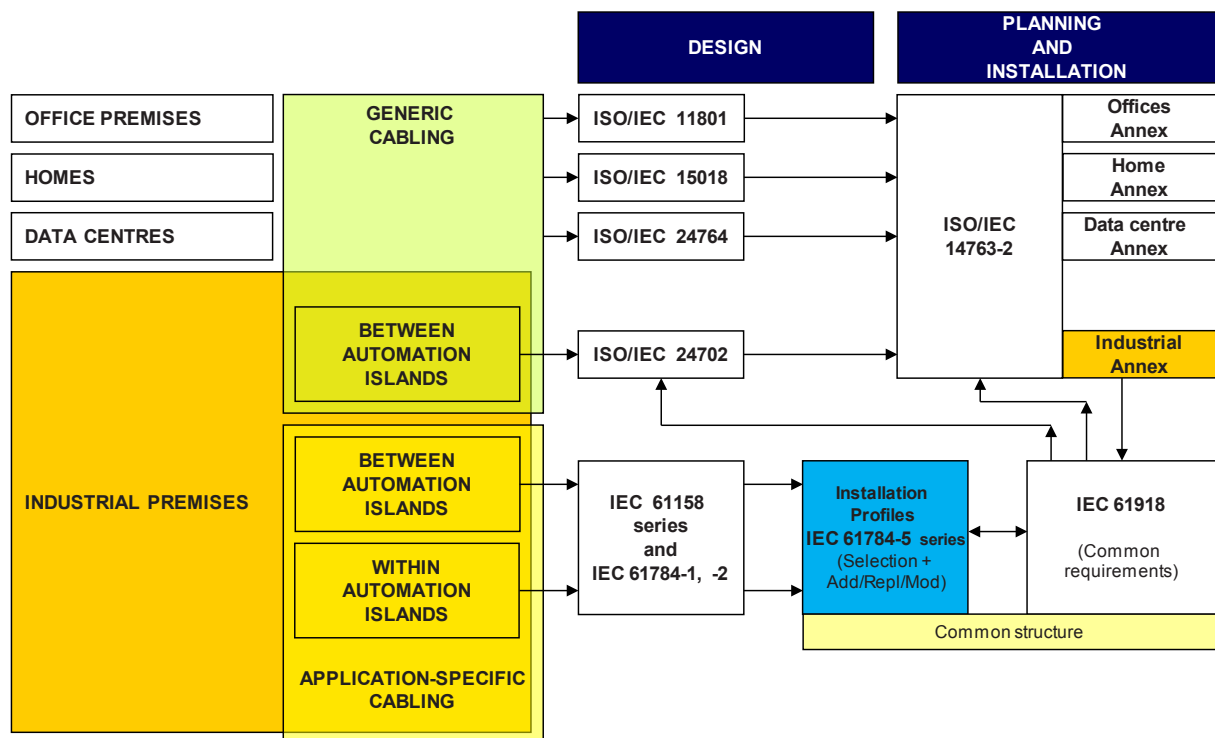 DESIGN
PLANNING
AND
INSTALLATION
OFFICE PREMISES
GENERIC
CABLING
ISO/IEC 11801
Offices
Annex
HOMES
ISO/IEC 15018
Home
Annex
DATA CENTRES
ISO/IEC 24764
ISO/IEC
14763-2
Data centre
Annex
BETWEEN
AUTOMATION
ISLANDS
ISO/IEC 24702
Industrial
Annex
INDUSTRIAL PREMISES
BETWEEN
AUTOMATION
ISLANDS
WITHIN
AUTOMATION
ISLANDS
APPLICATION-SPECIFIC
CABLING
IEC 61158
series
and
IEC 61784-1, -2
Installation
Profiles
IEC 61784-5 series
(Selection +
Add/Repl/Mod)
IEC 61918
(Common
requirements)
Common structure